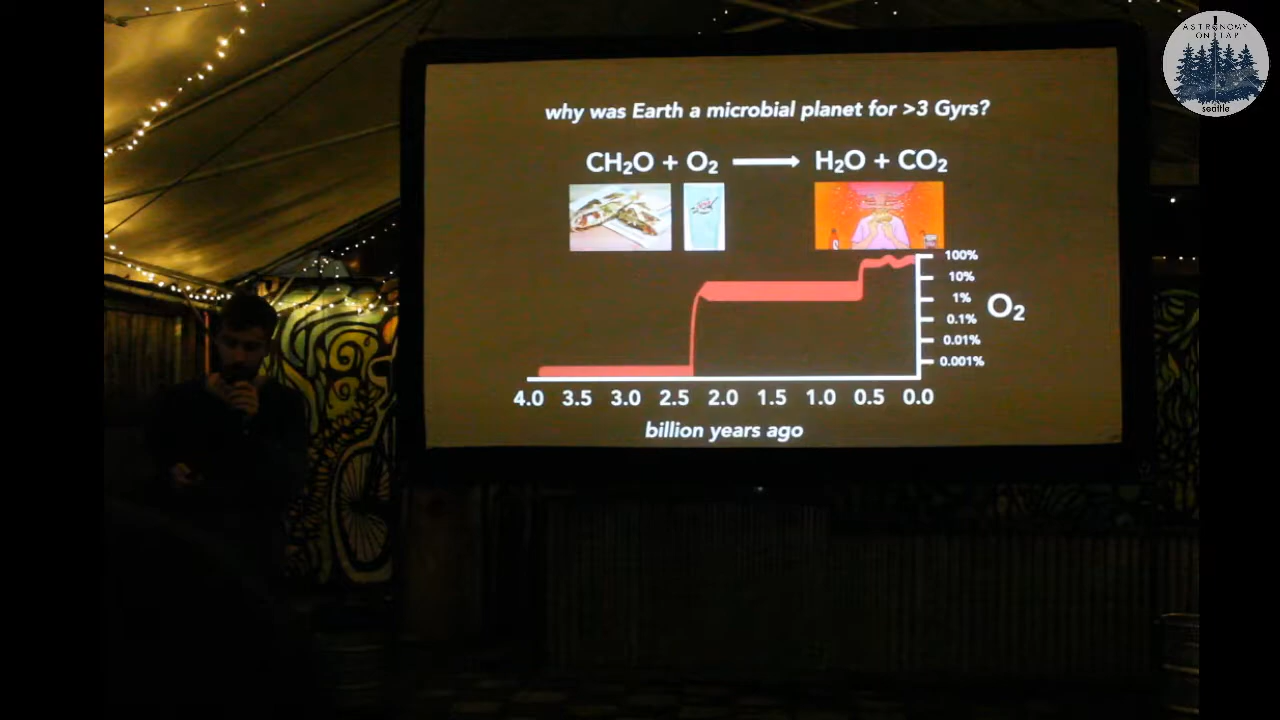 ASTRONOMY
ON TAP
seattle
why was Earth a microbial planet for >3 Gyrs?
CH₂O + O₂ → H₂O + CO₂
100%
10%
1%
0.1%
0.01%
0.001%
O₂
4.0 3.5 3.0 2.5 2.0 1.5 1.0 0.5 0.0
billion years ago